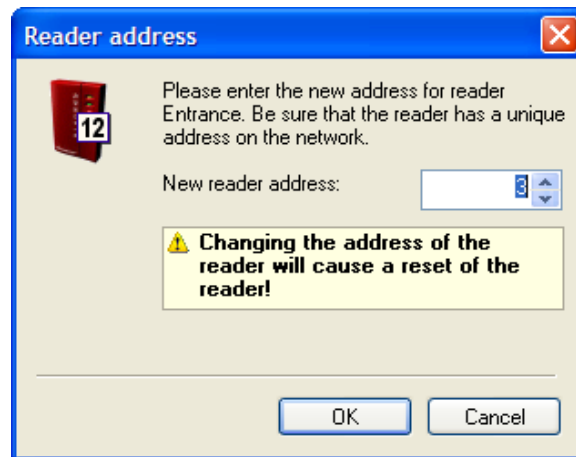 Reader address
12
Please enter the new address for reader
Entrance. Be sure that the reader has a unique
address on the network.
New reader address:
3
Changing the address of the
reader will cause a reset of the
reader!
OK
Cancel